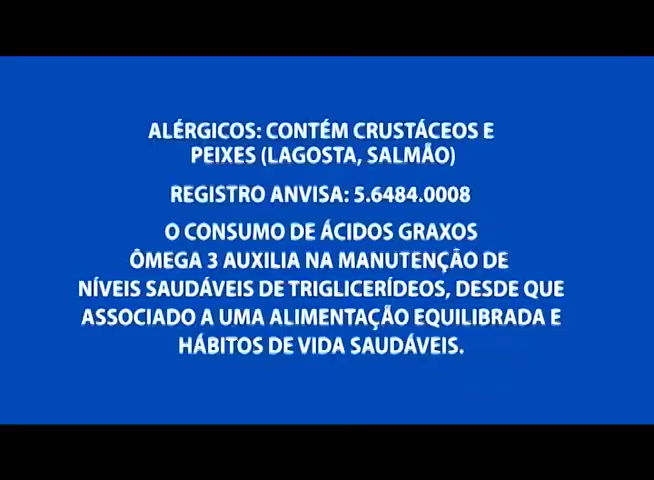 ALÉRGICOS: CONTÉM CRUSTÁCEOS E
PEIXES (LAGOSTA, SALMÃO)
REGISTRO ANVISA: 5.6484.0008
O CONSUMO DE ÁCIDOS GRAXOS
ÔMEGA 3 AUXILIA NA MANUTENÇÃO DE
NÍVEIS SAUDÁVEIS DE TRIGLICERÍDEOS, DESDE QUE
ASSOCIADO A UMA ALIMENTAÇÃO EQUILIBRADA E
HÁBITOS DE VIDA SAUDÁVEIS.